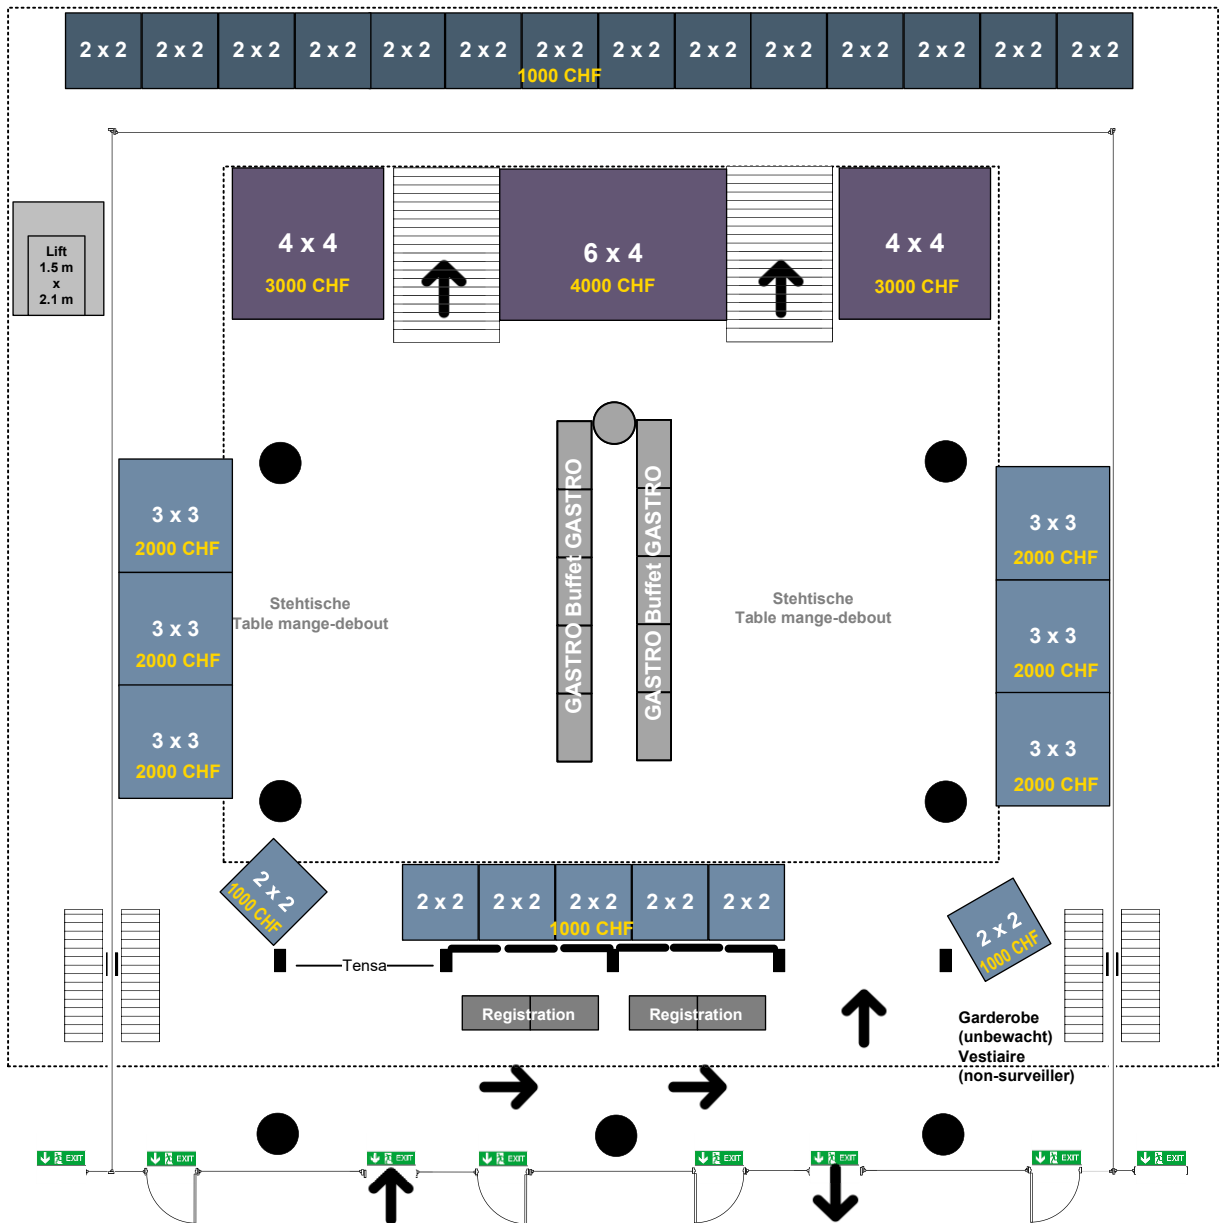 2 x 2 2 x 2 2 x 2 2 x 2 2 x 2 2 x 2 2 x 2 2 x 2 2 x 2 2 x 2 2 x 2 2 x 2 2 x 2 2 x 2
1000 CHF
Lift
1.5 m
x
2.1 m
4 x 4
3000 CHF
6 x 4
4000 CHF
4 x 4
3000 CHF
3 x 3
2000 CHF
3 x 3
2000 CHF
3 x 3
2000 CHF
Stehtische
Table mange-debout
GASTRO Buffet GASTRO
GASTRO Buffet GASTRO
Stehtische
Table mange-debout
3 x 3
2000 CHF
3 x 3
2000 CHF
3 x 3
2000 CHF
2 x 2
1000 CHF
2 x 2 2 x 2 2 x 2 2 x 2 2 x 2
1000 CHF
2 x 2
1000 CHF
Tensa
Registration
Registration
Garderobe
(unbewacht)
Vestiaire
(non-surveiller)
EXIT
EXIT
EXIT
EXIT
EXIT
EXIT
EXIT
EXIT